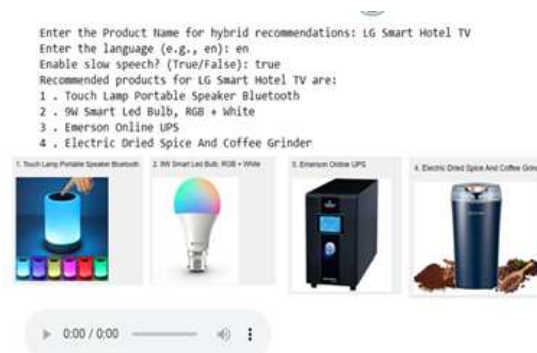 Enter the Product Name for hybrid recommendations: LG Smart Hotel TV
Enter the language (e.g., en): en
Enable slow speech? (True/False): true
Recommended products for LG Smart Hotel TV are:
1 . Touch Lamp Portable Speaker Bluetooth
2 . 9W Smart Led Bulb, RGB + White
3 . Emerson Online UPS
4 . Electric Dried Spice And Coffee Grinder
1. Touch Lamp Portable Speaker Bluetooth
2. 9W Smart Led Bulb, RGB + White
3. Emerson Online UPS
4. Electric Dried Spice And Coffee Grin
0:00 / 0:00